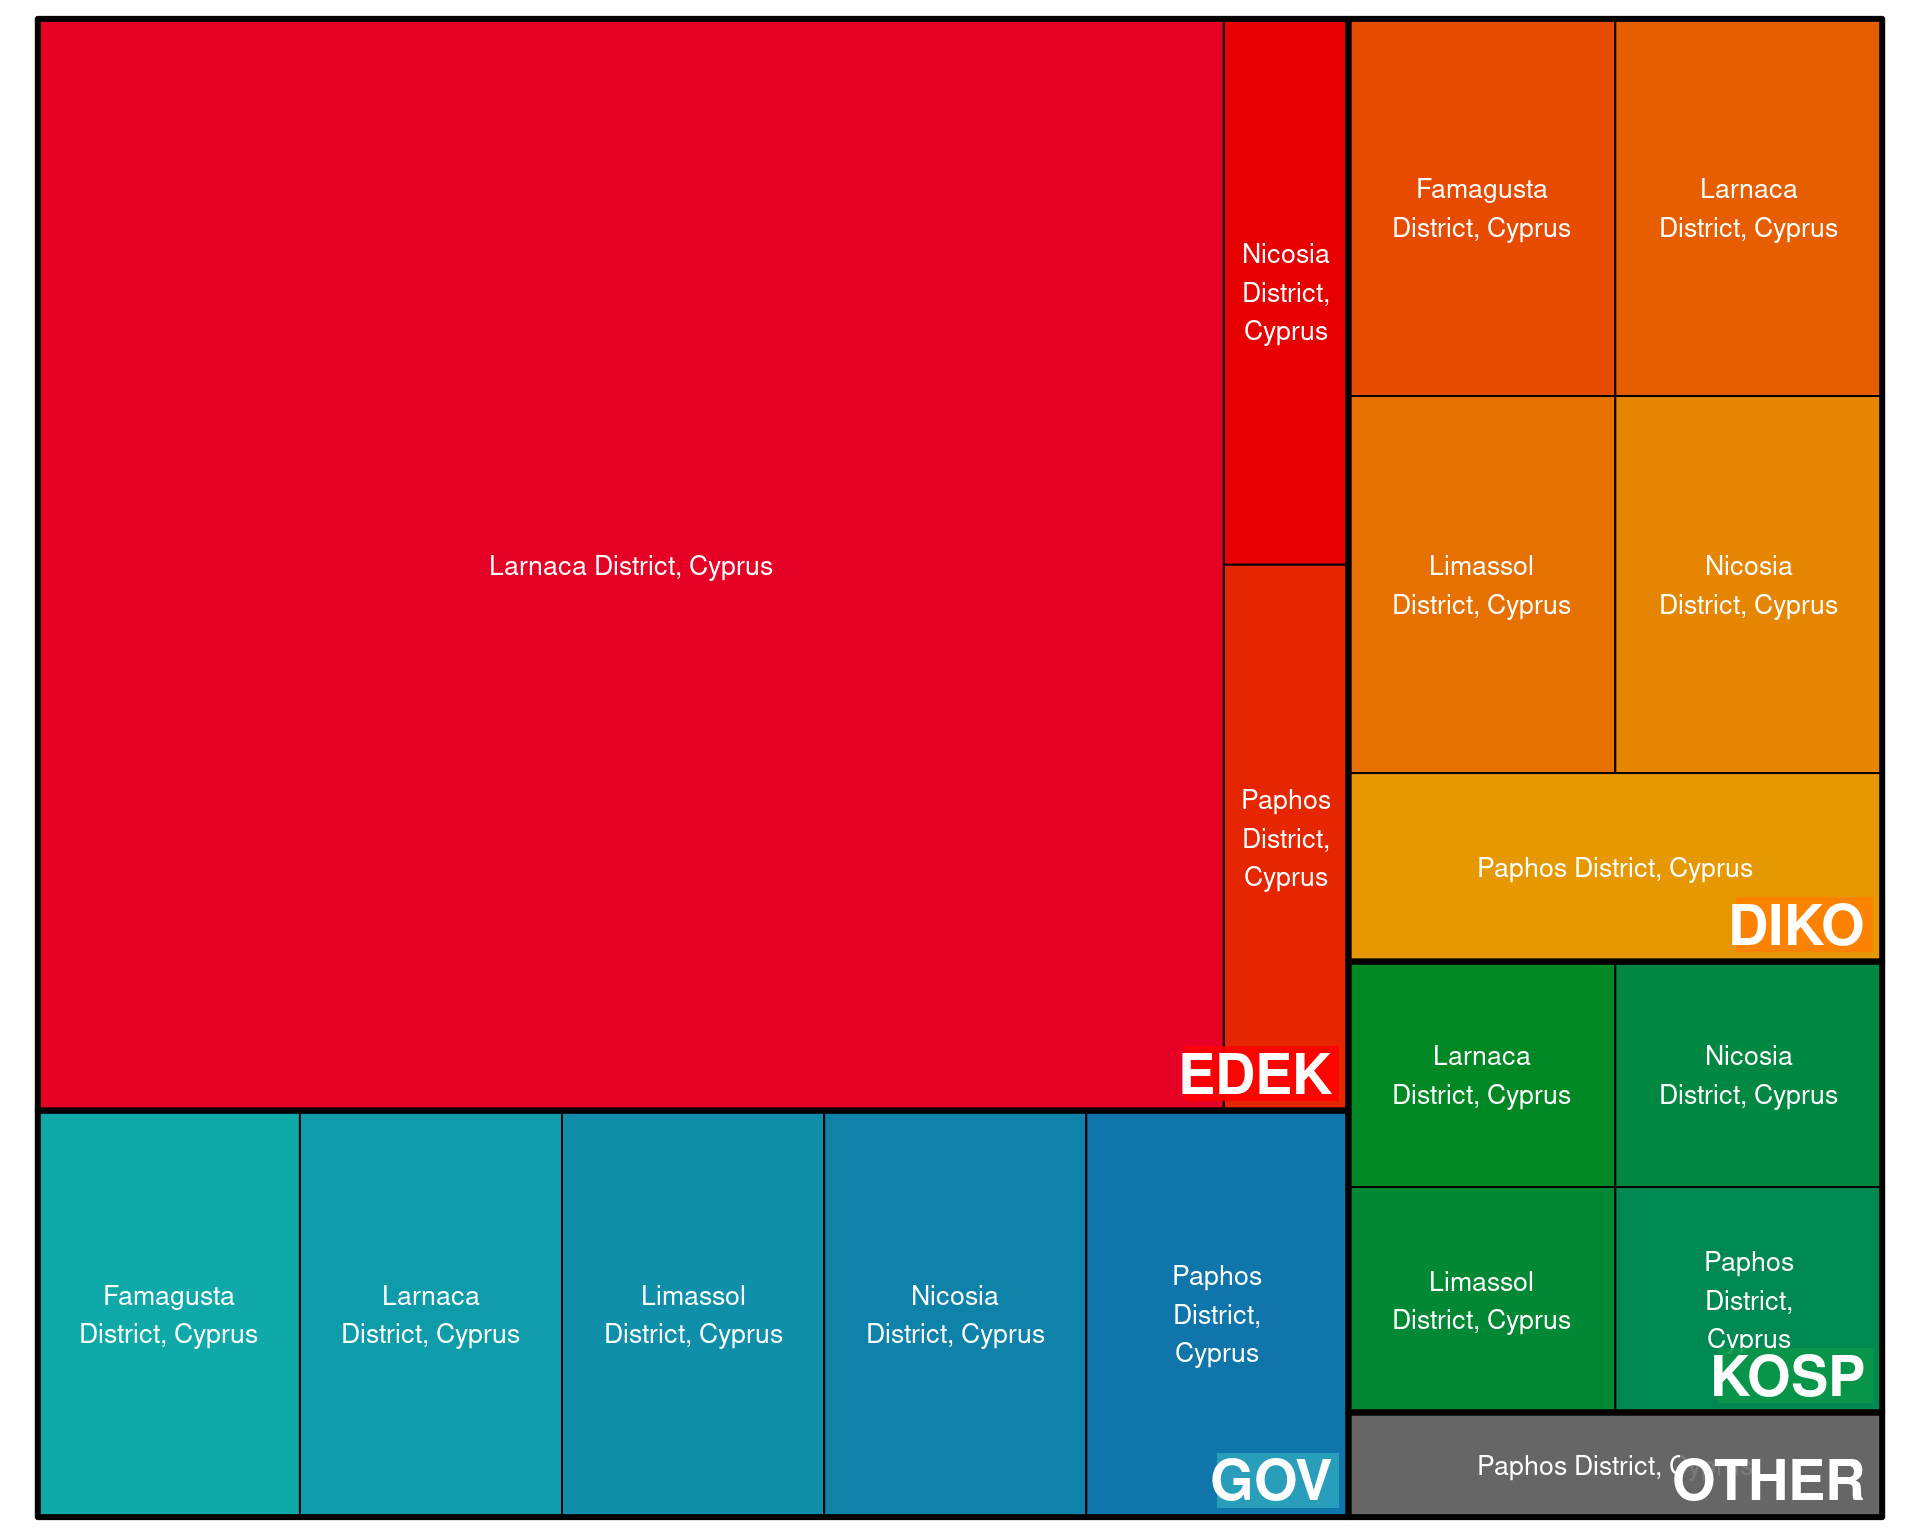 Larnaca District, Cyprus
Nicosia
District,
Cyprus
Paphos
District,
Cyprus
EDEK
Famagusta
District, Cyprus
Larnaca
District, Cyprus
Limassol
District, Cyprus
Nicosia
District, Cyprus
Paphos District, Cyprus
DIKO
Famagusta
District, Cyprus
Larnaca
District, Cyprus
Limassol
District, Cyprus
Nicosia
District, Cyprus
Paphos
District,
Cyprus
GOV
Larnaca
District, Cyprus
Nicosia
District, Cyprus
Limassol
District, Cyprus
Paphos
District,
Cyprus
KOSP
Paphos District, Cyprus
OTHER